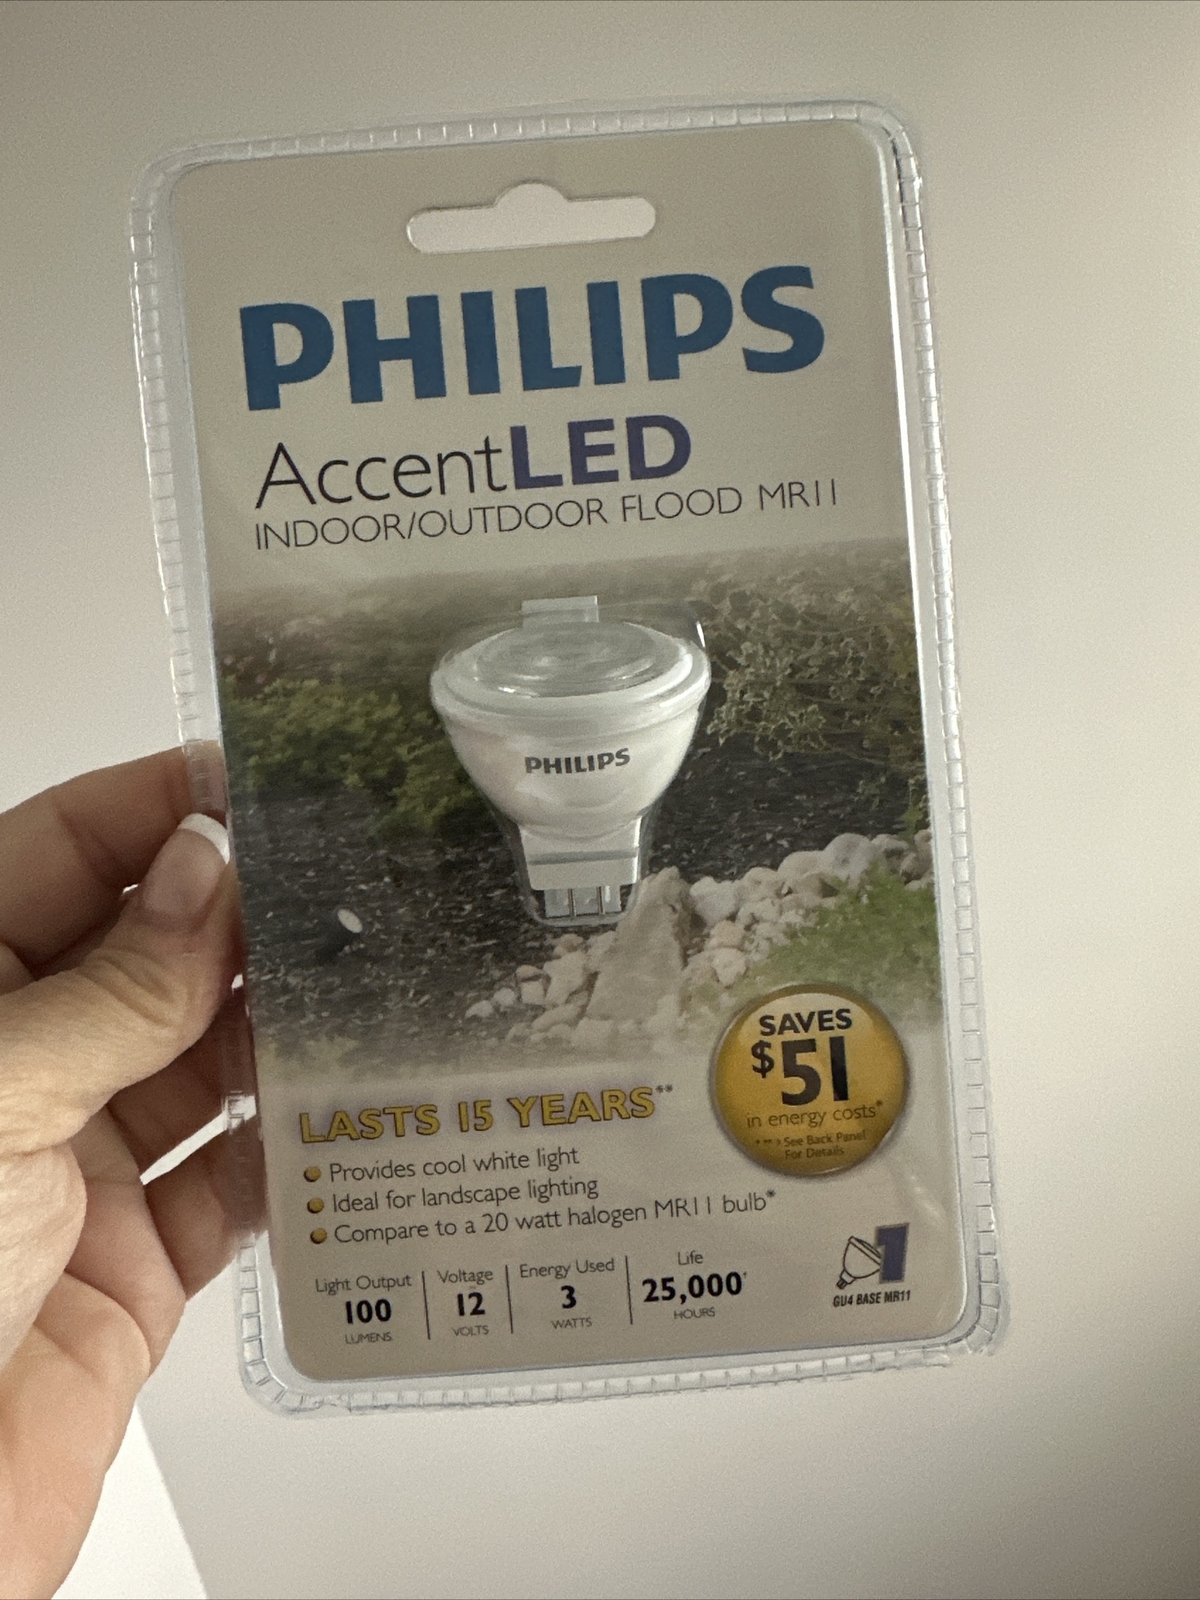 PHILIPS
AccentLED
INDOOR/OUTDOOR FLOOD MR11
PHILIPS
SAVES
$51
in energy costs*
* ** † See Back Panel
For Details
LASTS 15 YEARS**
Provides cool white light
Ideal for landscape lighting
Compare to a 20 watt halogen MR11 bulb*
Light Output
100
LUMENS
Voltage
12
VOLTS
Energy Used
3
WATTS
Life
25,000†
HOURS
1
GU4 BASE MR11